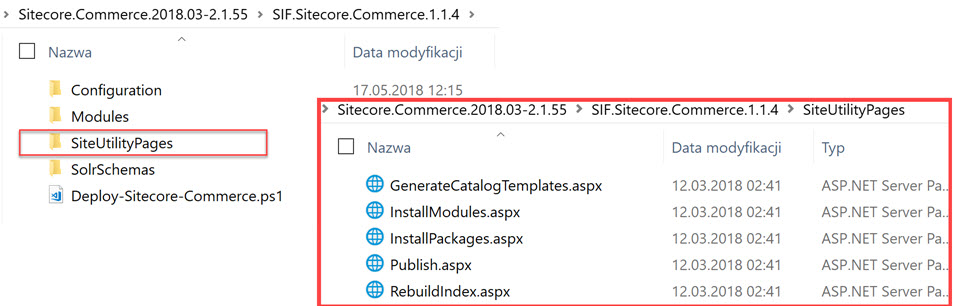 Sitecore.Commerce.2018.03-2.1.55 > SIF.Sitecore.Commerce.1.1.4 >
Nazwa Data modyfikacji
Configuration 17.05.2018 12:15
Modules
SiteUtilityPages
SolrSchemas
Deploy-Sitecore-Commerce.ps1
Sitecore.Commerce.2018.03-2.1.55 > SIF.Sitecore.Commerce.1.1.4 > SiteUtilityPages
Nazwa Data modyfikacji Typ
GenerateCatalogTemplates.aspx 12.03.2018 02:41 ASP.NET Server Pa...
InstallModules.aspx 12.03.2018 02:41 ASP.NET Server Pa...
InstallPackages.aspx 12.03.2018 02:41 ASP.NET Server Pa...
Publish.aspx 12.03.2018 02:41 ASP.NET Server Pa...
RebuildIndex.aspx 12.03.2018 02:41 ASP.NET Server Pa...